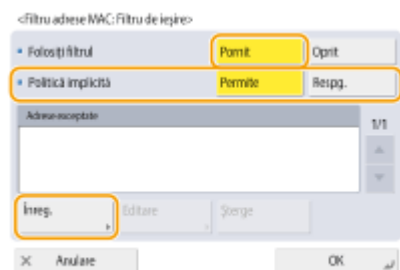 <Filtru adrese MAC: Filtru de ieșire>
Folosiți filtrul Pornit Oprit
Politică implicită Permite Respg.
Adrese exceptate
1/1
Înreg. Editare Șterge
Anulare OK